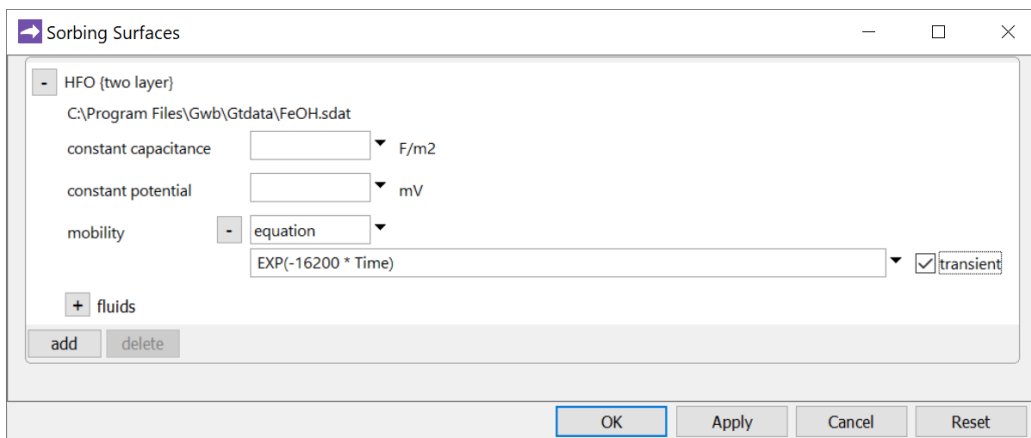 Sorbing Surfaces
- HFO {two layer}
C:\Program Files\Gwb\Gtdata\FeOH.sdat
constant capacitance F/m2
constant potential mV
mobility - equation
EXP(-16200 * Time) transient
+ fluids
add delete
OK Apply Cancel Reset